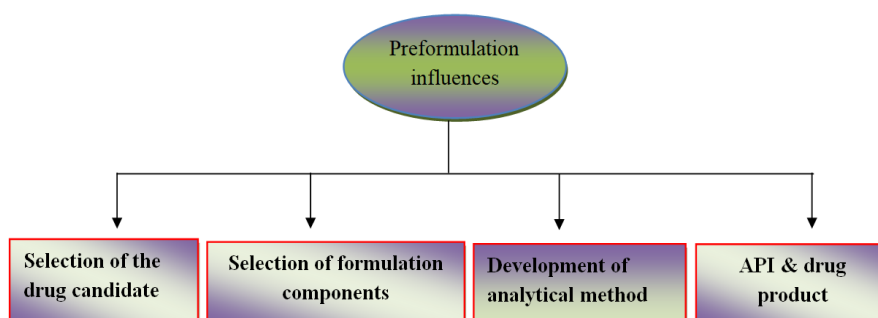 Preformulation
influences
Selection of the
drug candidate
Selection of formulation
components
Development of
analytical method
API & drug
product